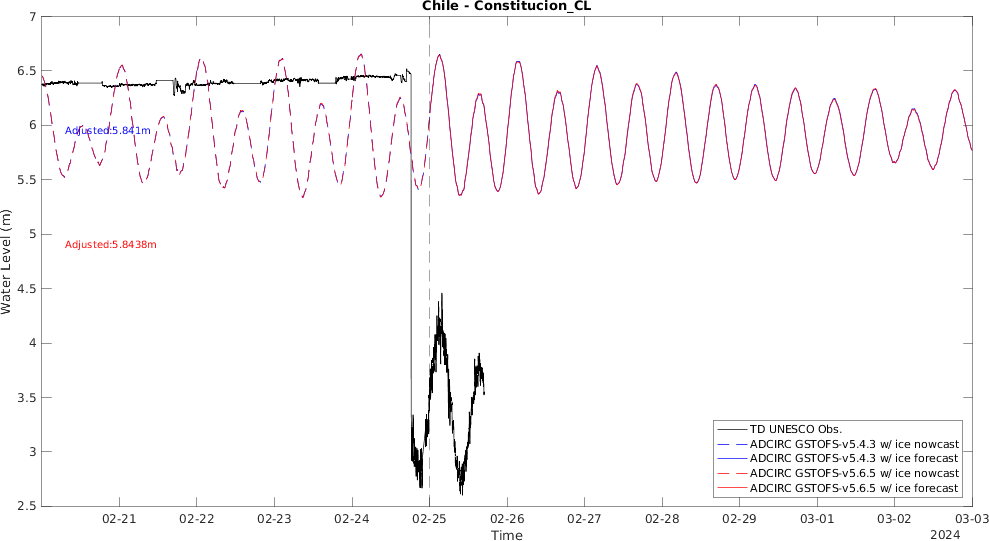 Chile - Constitucion_CL
7
6.5
6
5.5
5
4.5
4
3.5
3
2.5
Water Level (m)
Adjusted:5.841m
Adjusted:5.8438m
TD UNESCO Obs.
ADCIRC GSTOFS-v5.4.3 w/ ice nowcast
ADCIRC GSTOFS-v5.4.3 w/ ice forecast
ADCIRC GSTOFS-v5.6.5 w/ ice nowcast
ADCIRC GSTOFS-v5.6.5 w/ ice forecast
02-21 02-22 02-23 02-24 02-25 02-26 02-27 02-28 02-29 03-01 03-02 03-03
Time
2024